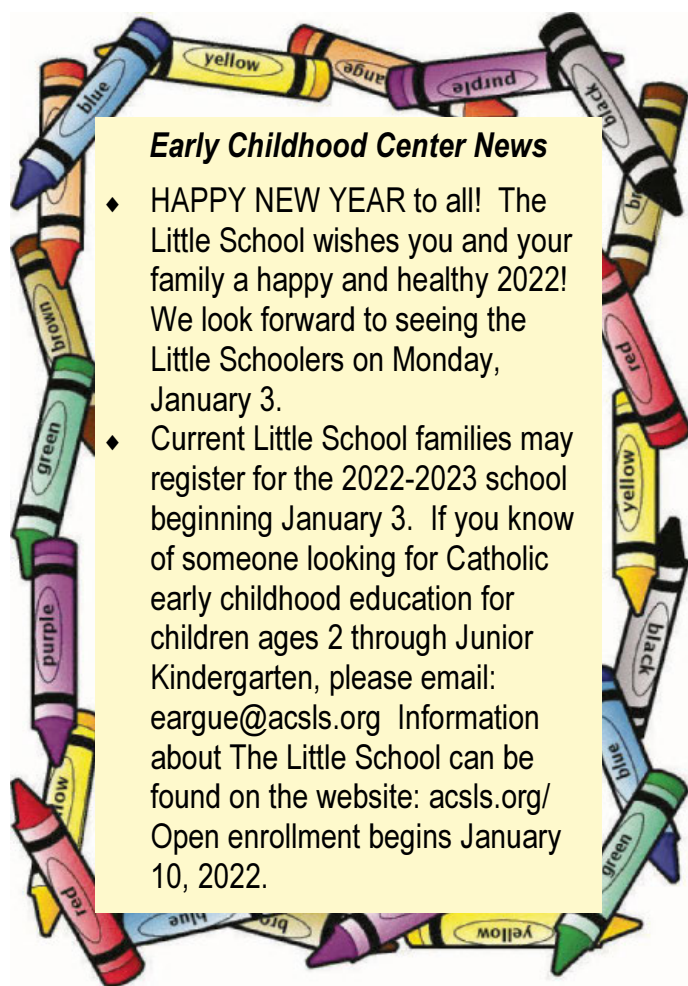 yellow
orange
purple
blue
black
Early Childhood Center News
♦ HAPPY NEW YEAR to all!  The
Little School wishes you and your
family a happy and healthy 2022!
We look forward to seeing the
Little Schoolers on Monday,
January 3.
♦ Current Little School families may
register for the 2022-2023 school
beginning January 3.  If you know
of someone looking for Catholic
early childhood education for
children ages 2 through Junior
Kindergarten, please email:
eargue@acsls.org  Information
about The Little School can be
found on the website: acsls.org/
Open enrollment begins January
10, 2022.
brown
red
green
yellow
purple
black
blue
green
red
blue
yellow